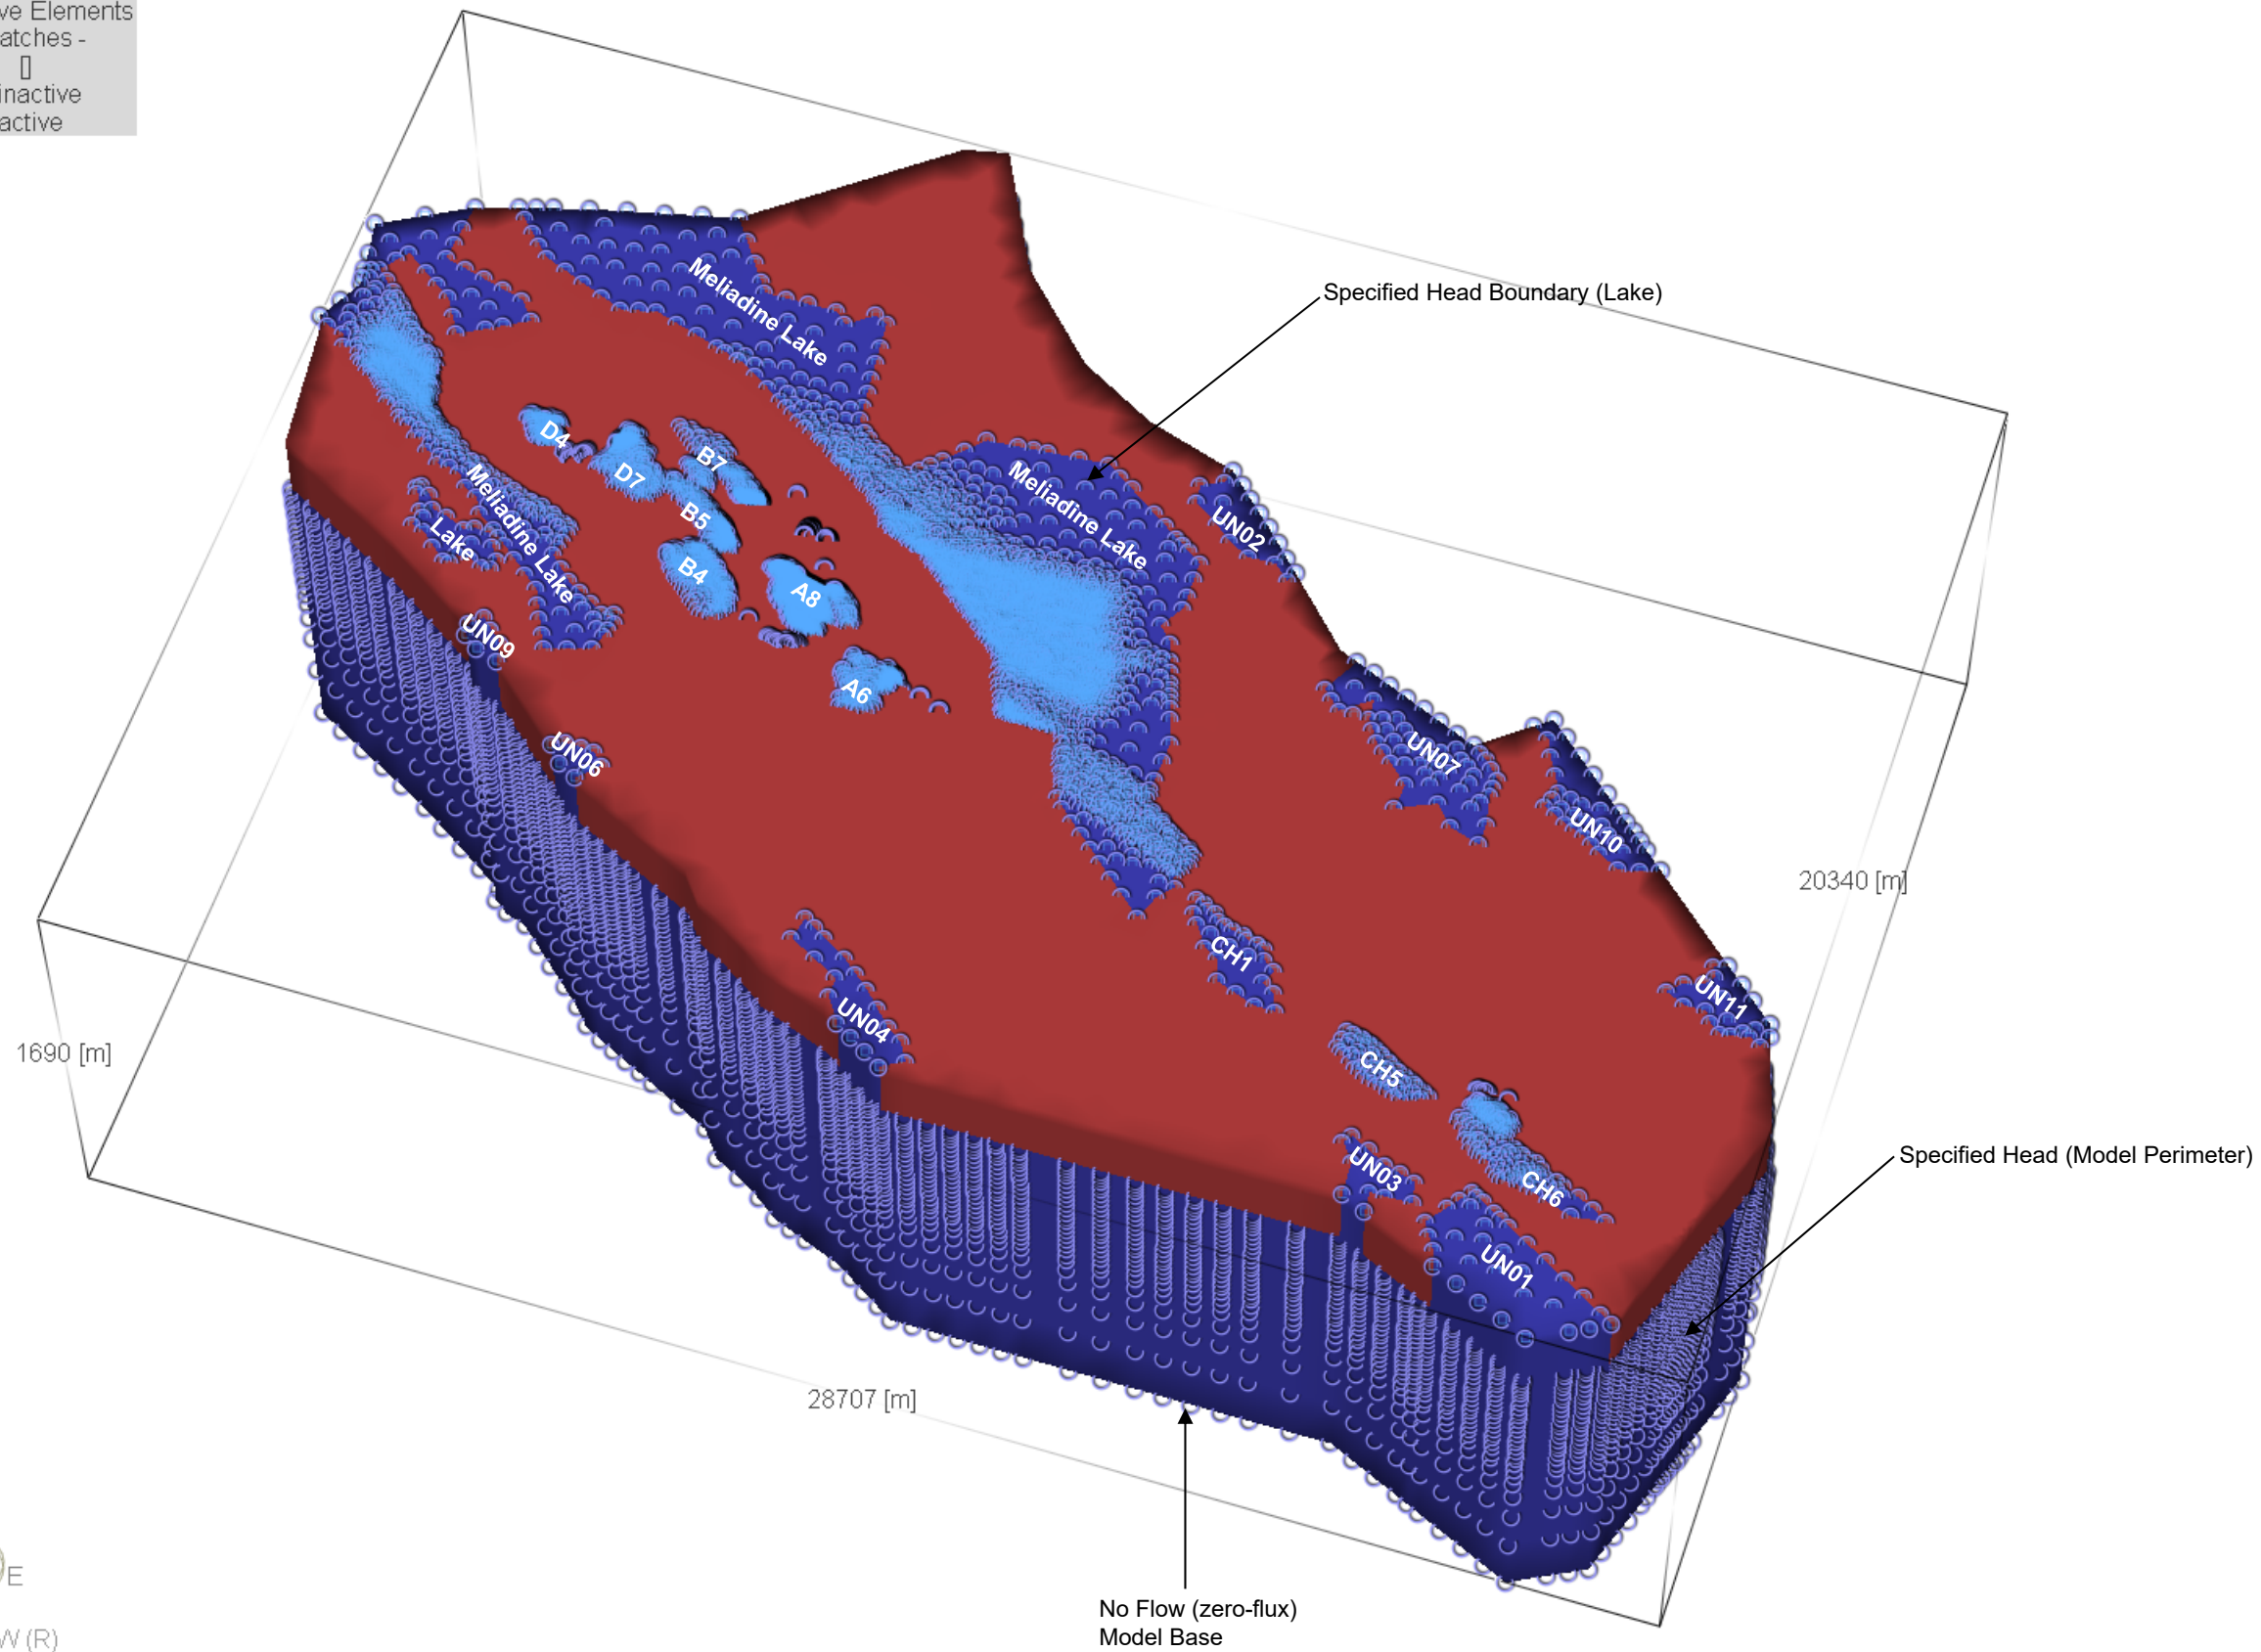 Elements
-
inactive
active
Meliadine Lake
Specified Head Boundary (Lake)
D4
B7
D7
Meliadine Lake
B5
UN02
Meliadine Lake
Lake
B4
A8
UN09
A6
UN06
UN07
UN10
20340 [m]
CH1
UN11
UN04
1690 [m]
CH5
Specified Head (Model Perimeter)
UN03
CH6
UN01
28707 [m]
E
No Flow (zero-flux)
Model Base
W (R)